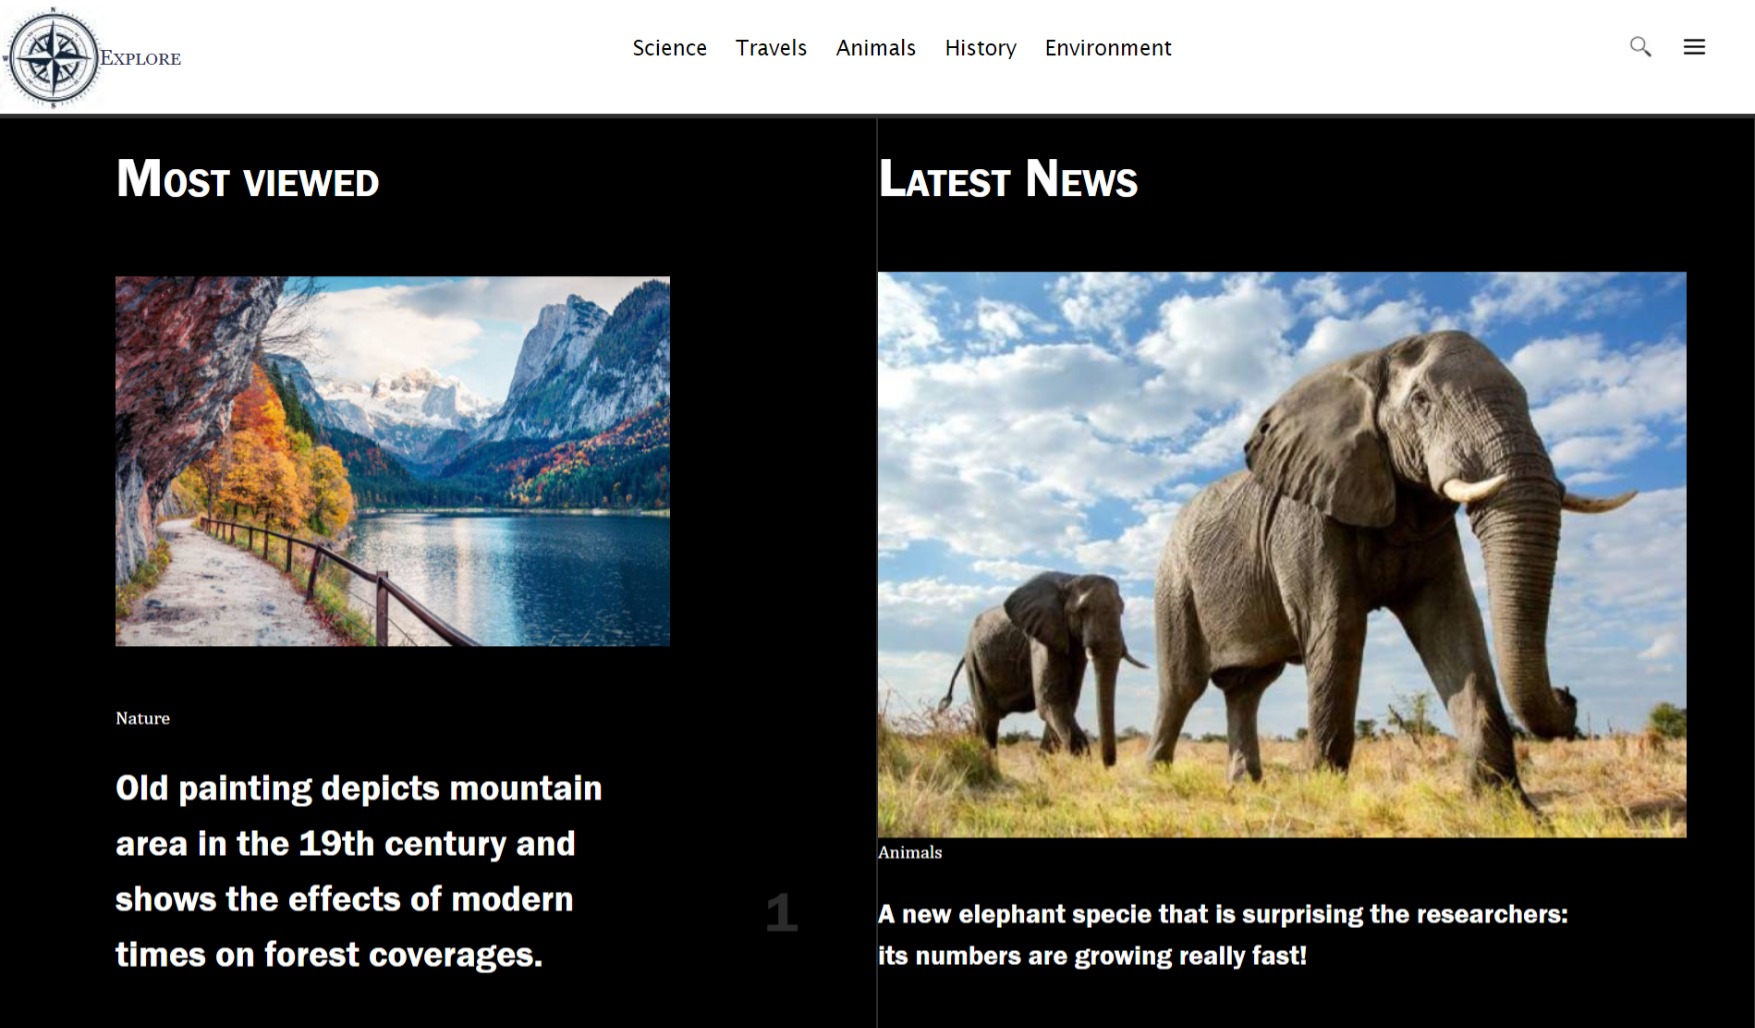 Explore
Science Travels Animals History Environment
Most viewed
Nature
Old painting depicts mountain
area in the 19th century and
shows the effects of modern
times on forest coverages.
1
Latest News
Animals
A new elephant specie that is surprising the researchers:
its numbers are growing really fast!